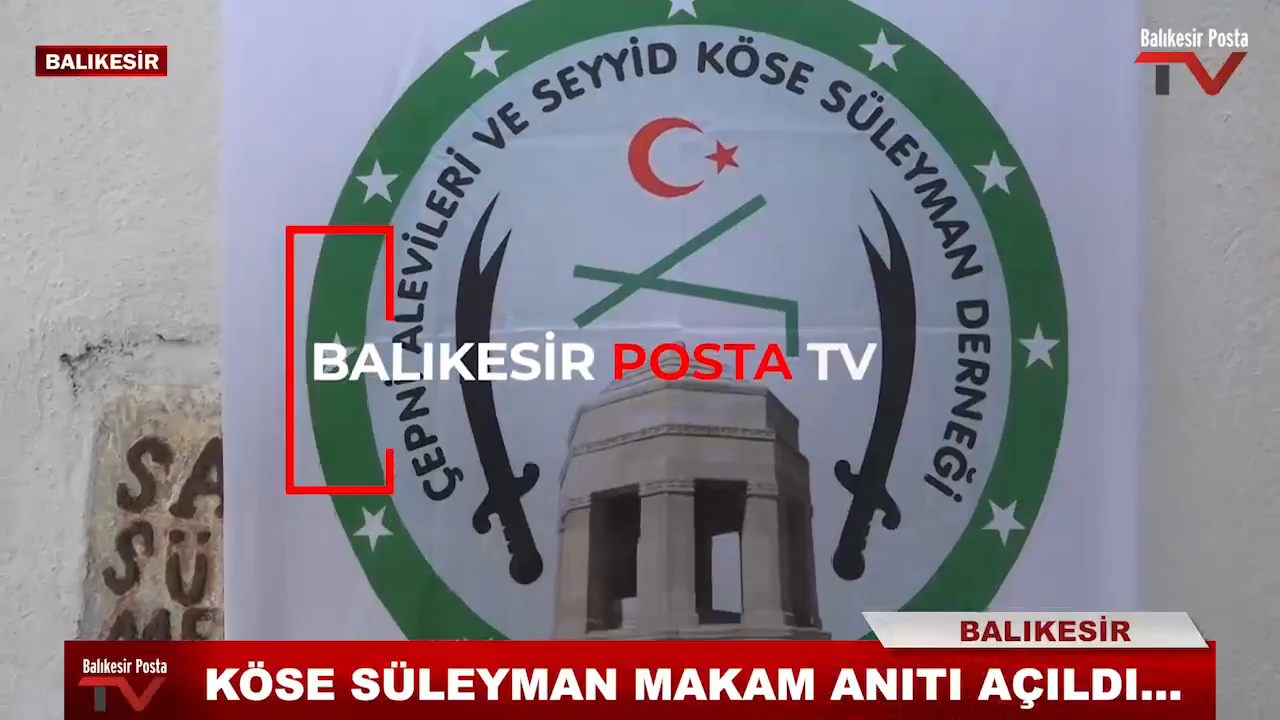 BALIKESİR
Balıkesir Posta
TV
ÇEPNİ ALEVİLERİ VE SEYYİD KÖSE SÜLEYMAN DERNEĞİ
BALIKESİR POSTA TV
BALIKESİR
Balıkesir Posta
TV
KÖSE SÜLEYMAN MAKAM ANITI AÇILDI...